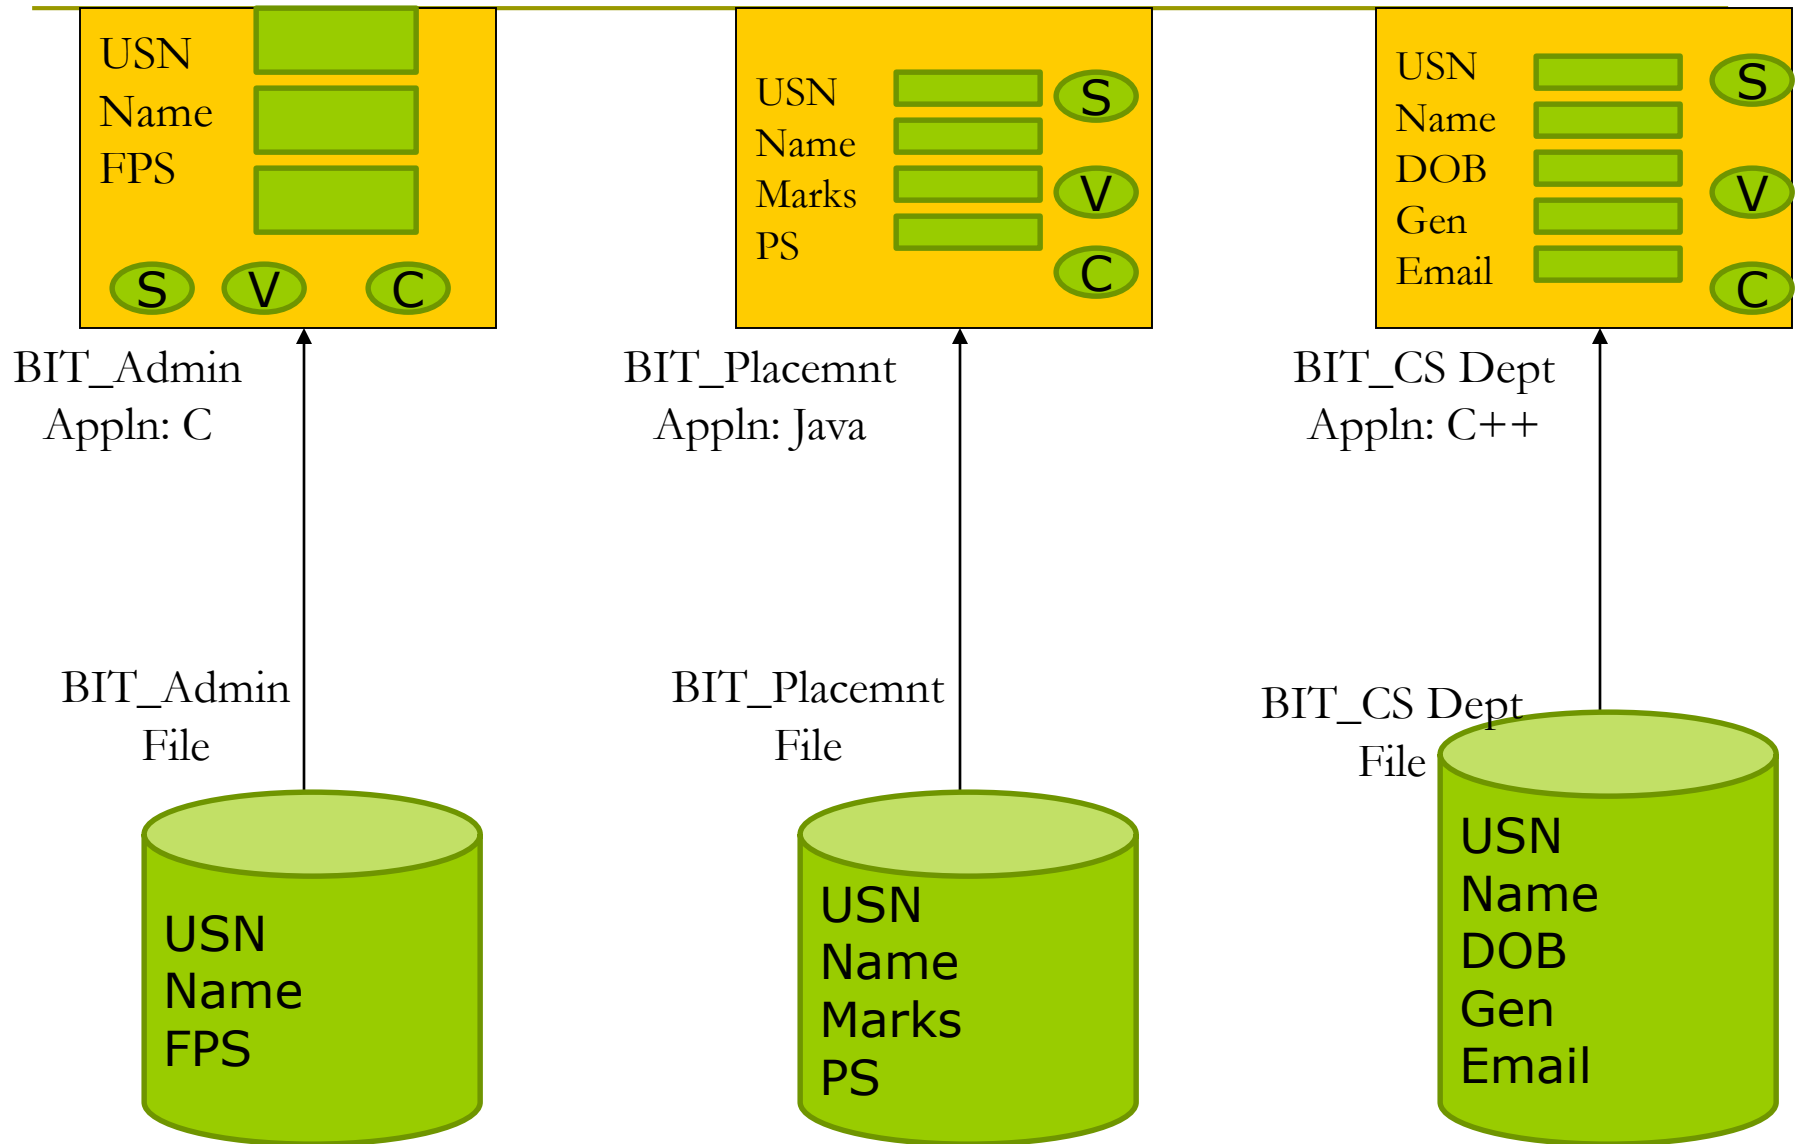 USN
Name
FPS
S V C
USN
Name
Marks
PS
S
V
C
USN
Name
DOB
Gen
Email
S
V
C
BIT_Admin
Appln: C
BIT_Placemnt
Appln: Java
BIT_CS Dept
Appln: C++
BIT_Admin
File
BIT_Placemnt
File
BIT_CS Dept
File
USN
Name
FPS
USN
Name
Marks
PS
USN
Name
DOB
Gen
Email